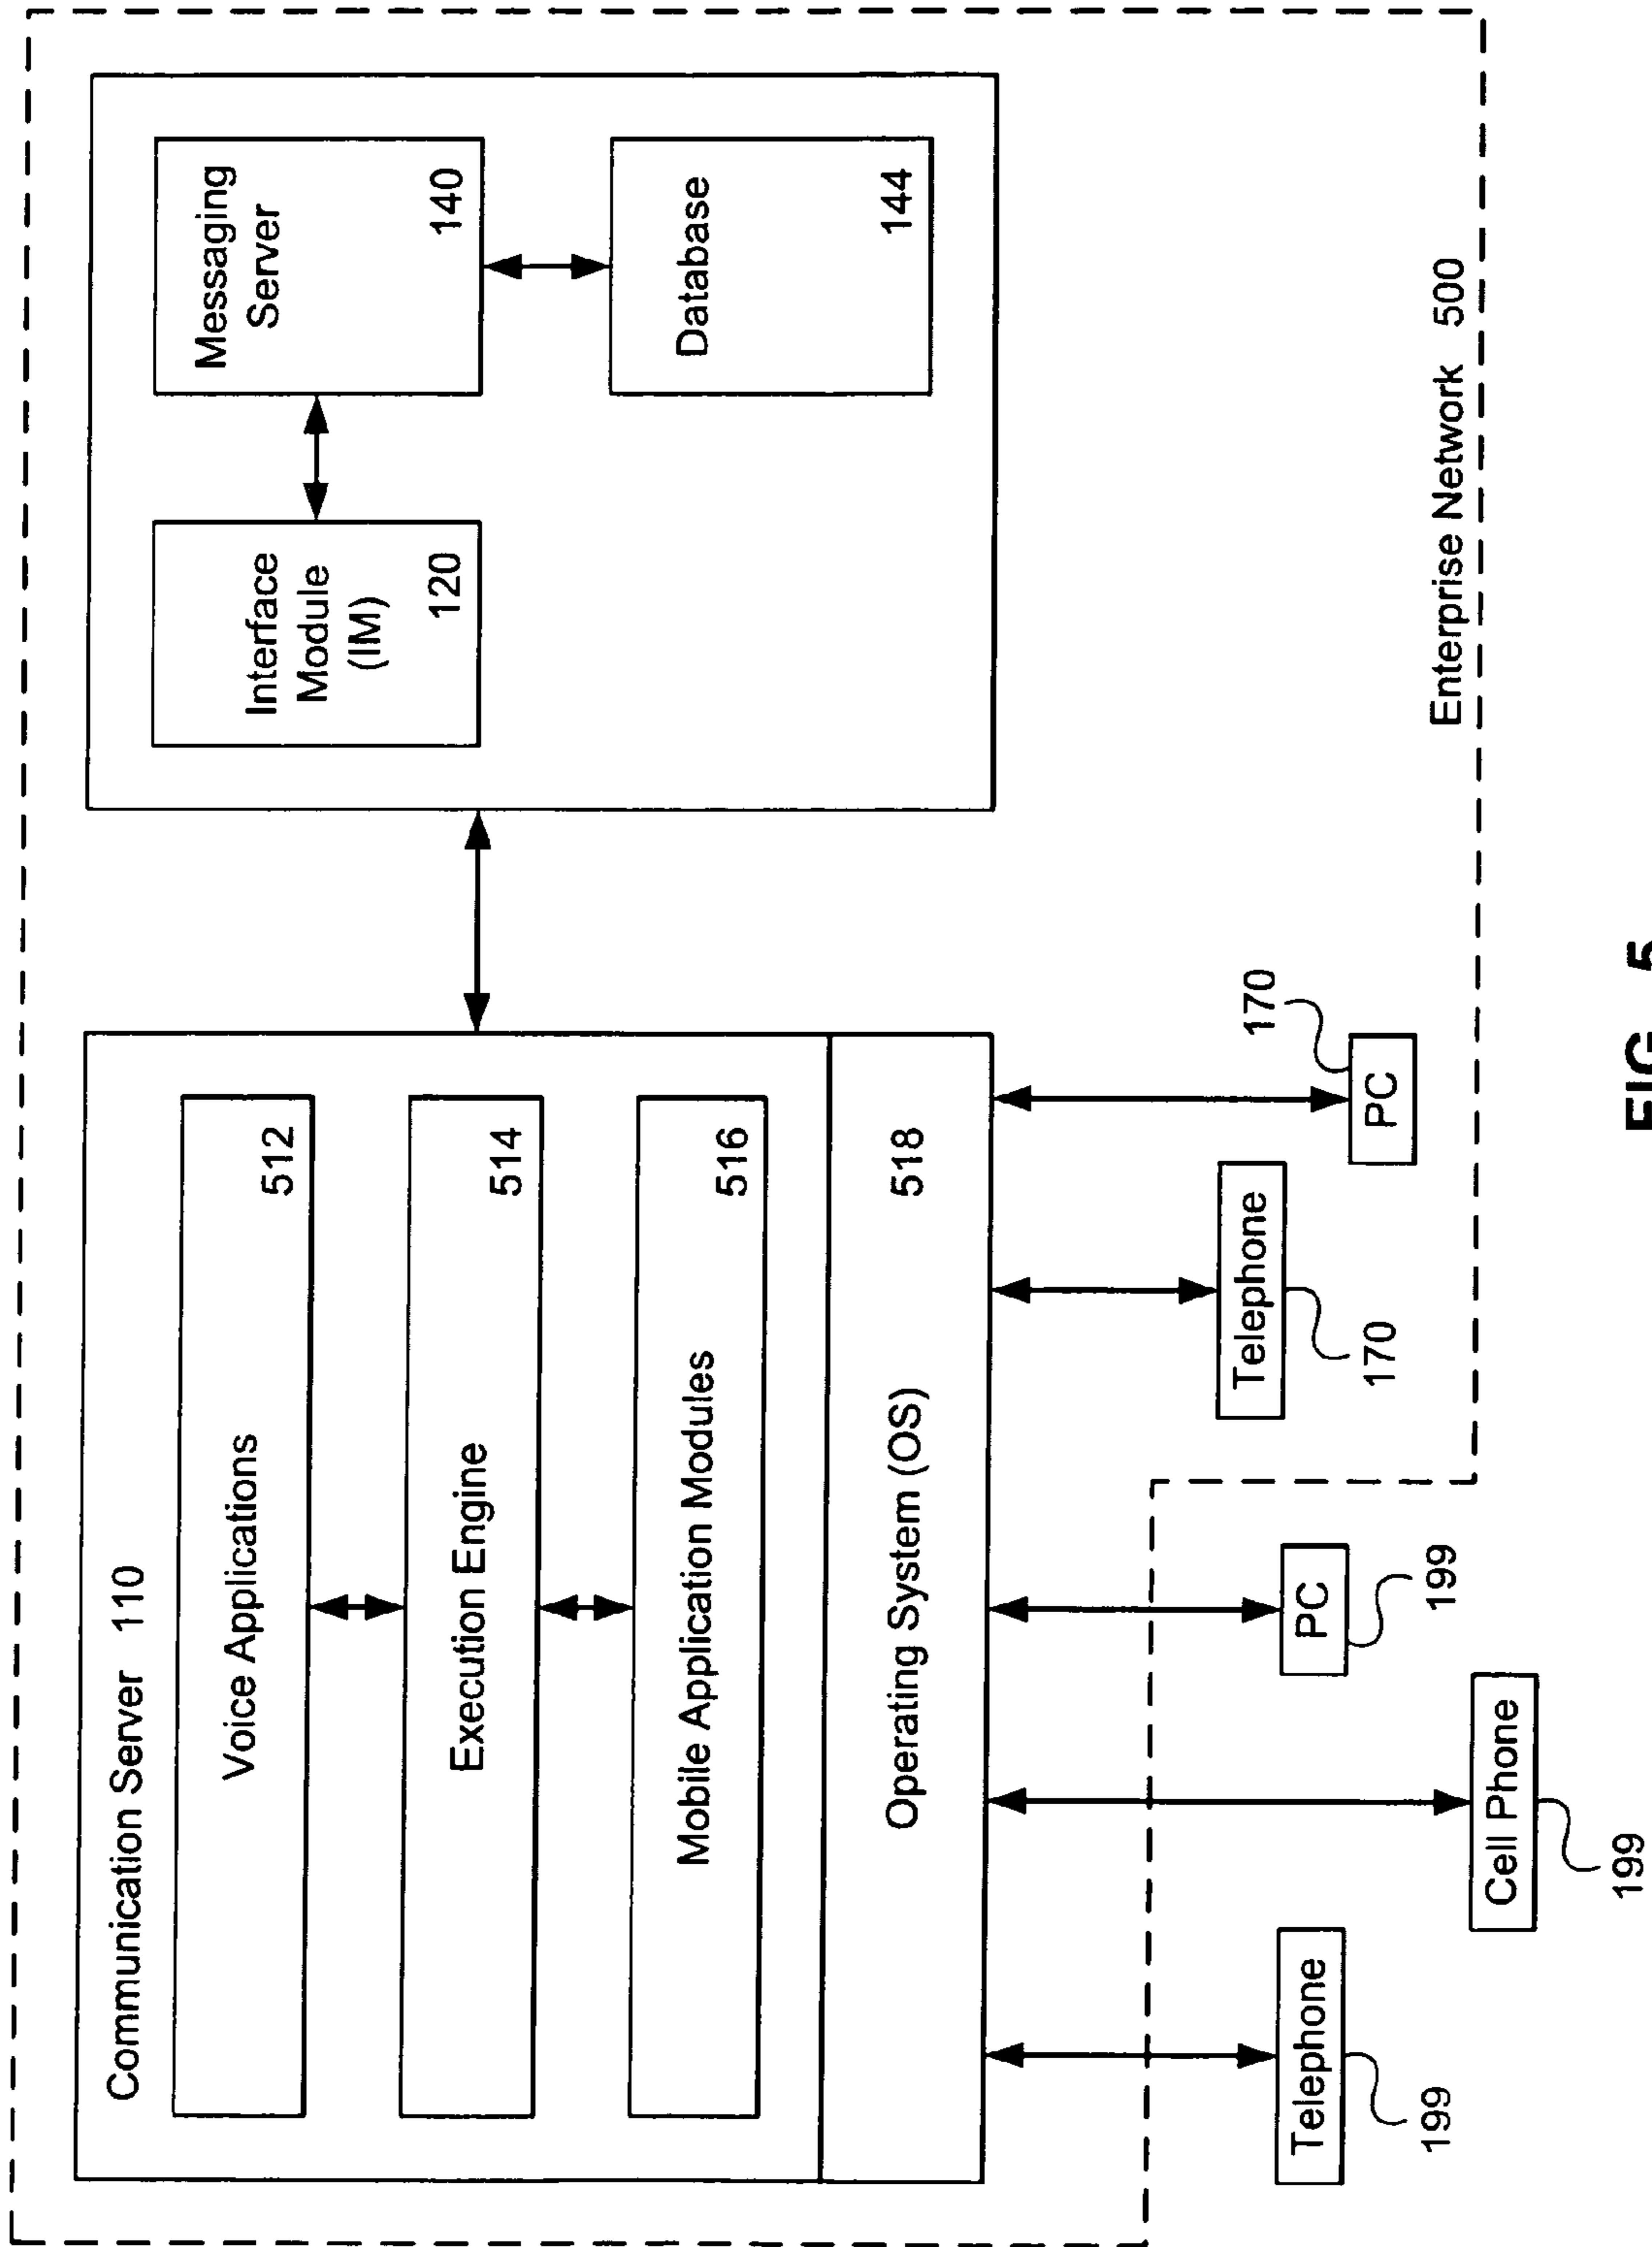 Communication Server 110
Voice Applications
512
Execution Engine
514
Mobile Application Modules
516
Operating System (OS)
518
Interface
Module
(IM)
120
Messaging
Server
140
Database
144
Telephone
199
Cell Phone
199
PC
199
Telephone
170
PC
170
Enterprise Network 500
FIG. 5